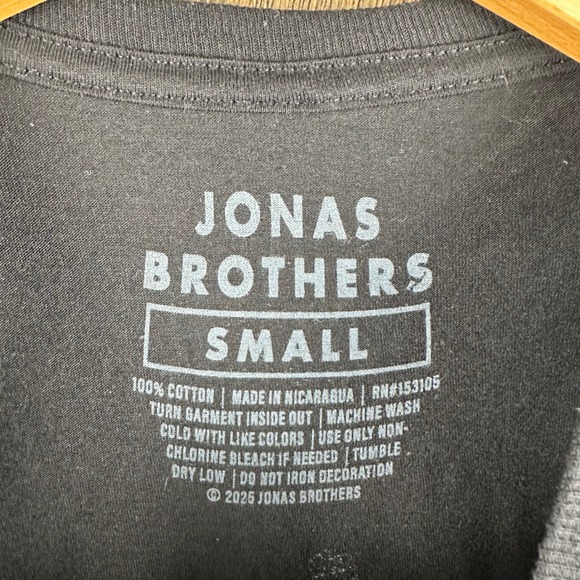 JONAS
BROTHERS
SMALL
100% COTTON | MADE IN NICARAGUA | RN#153105
TURN GARMENT INSIDE OUT | MACHINE WASH
COLD WITH LIKE COLORS | USE ONLY NON-
CHLORINE BLEACH IF NEEDED | TUMBLE
DRY LOW | DO NOT IRON DECORATION
© 2025 JONAS BROTHERS